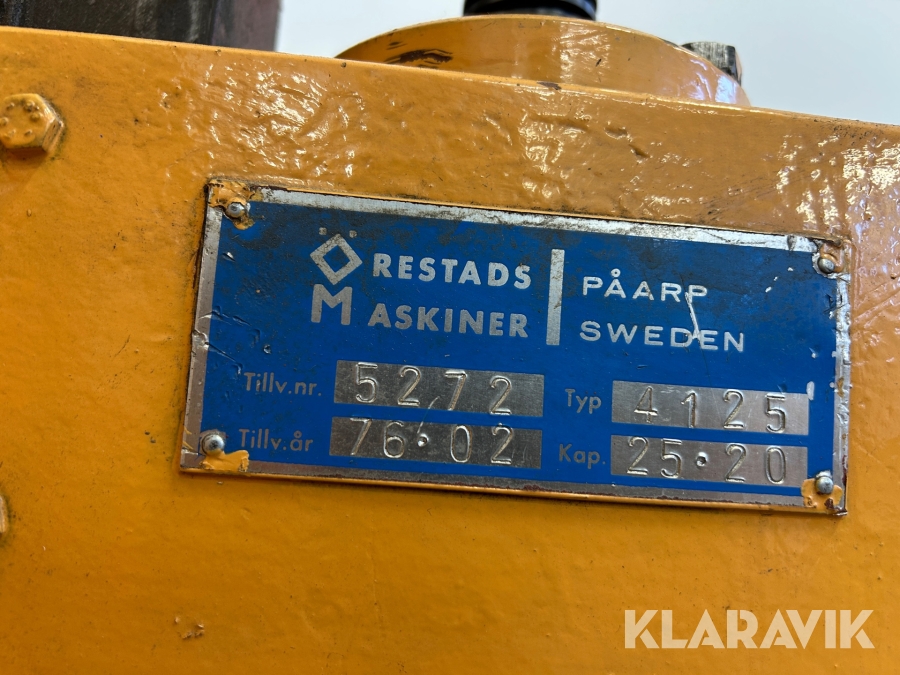 ÖRESTADS
MASKINER
PÅARP
SWEDEN
Tillv.nr. 5272 Typ 4125
Tillv.år 76.02 Kap. 25.20
KLARAVIK